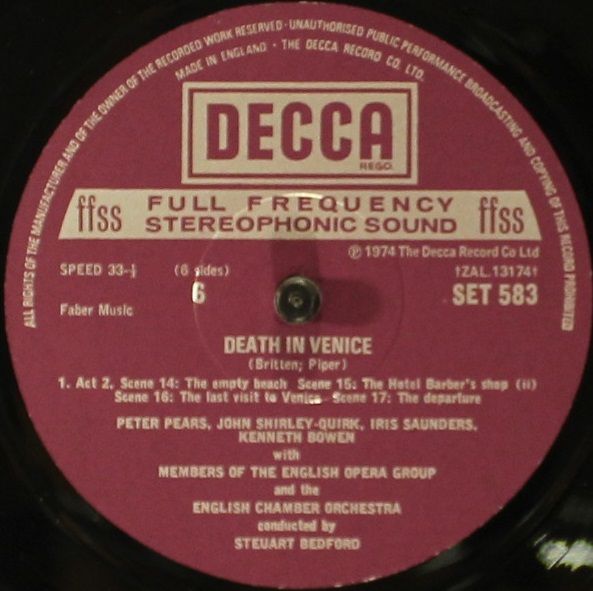 ALL RIGHTS OF THE MANUFACTURER AND OF THE OWNER OF THE RECORDED WORK RESERVED · UNAUTHORISED PUBLIC PERFORMANCE BROADCASTING AND COPYING OF THIS RECORD PROHIBITED
MADE IN ENGLAND · THE DECCA RECORD CO. LTD.
DECCA
REGD.
ffss FULL FREQUENCY STEREOPHONIC SOUND ffss
℗ 1974 The Decca Record Co Ltd
SPEED 33-⅓ (6 sides) †ZAL.13174†
6 SET 583
Faber Music
DEATH IN VENICE
(Britten; Piper)
1. Act 2. Scene 14: The empty beach Scene 15: The Hotel Barber's shop (ii)
Scene 16: The last visit to Venice Scene 17: The departure
PETER PEARS, JOHN SHIRLEY-QUIRK, IRIS SAUNDERS,
KENNETH BOWEN
with
MEMBERS OF THE ENGLISH OPERA GROUP
and the
ENGLISH CHAMBER ORCHESTRA
conducted by
STEUART BEDFORD